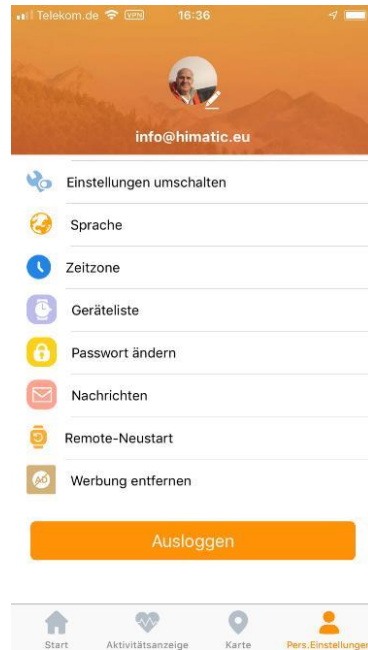 Telekom.de VPN 16:36
info@himatic.eu
Einstellungen umschalten
Sprache
Zeitzone
Geräteliste
Passwort ändern
Nachrichten
Remote-Neustart
AD
Werbung entfernen
Ausloggen
Start Aktivitätsanzeige Karte Pers.Einstellungen